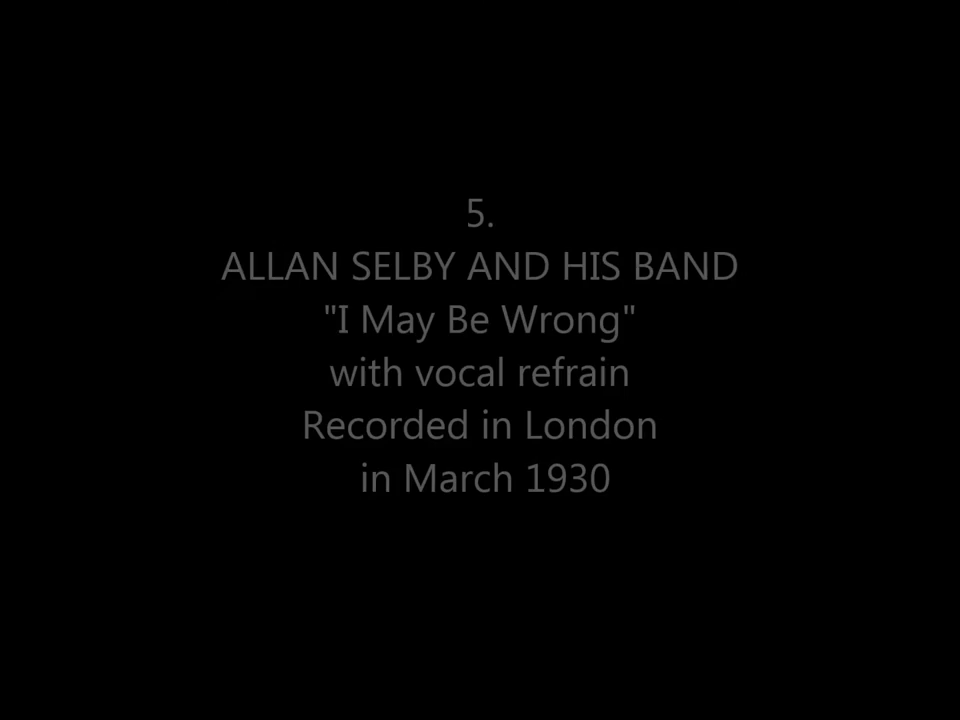 5.
ALLAN SELBY AND HIS BAND
"I May Be Wrong"
with vocal refrain
Recorded in London
in March 1930